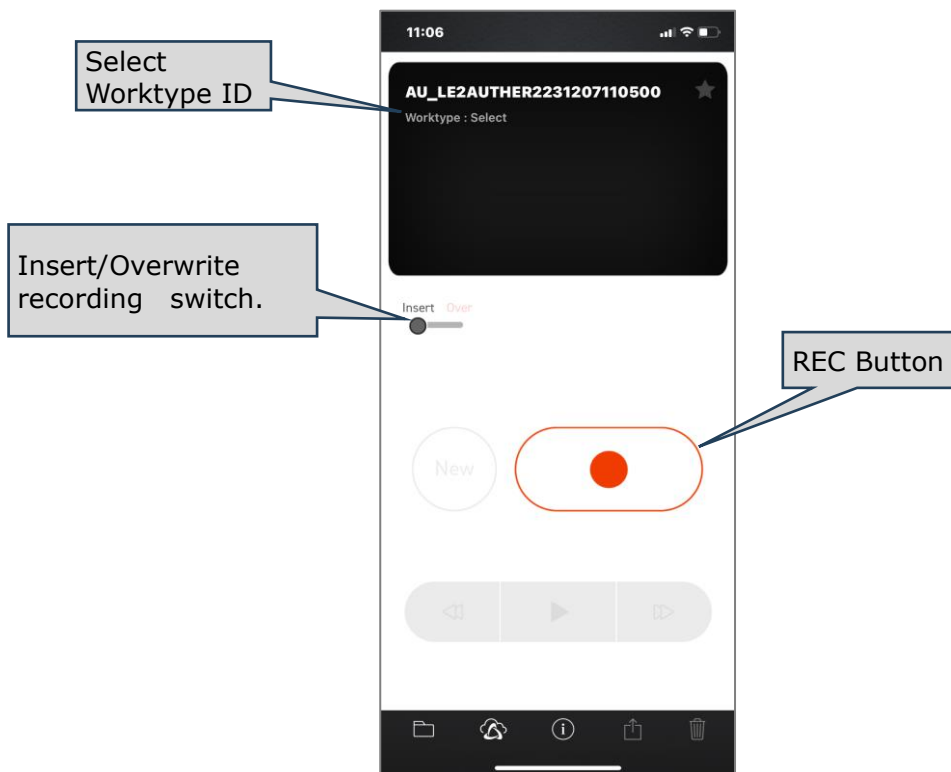 11:06
Select
Worktype ID
AU_LE2AUTHER2231207110500
Worktype : Select
Insert/Overwrite
recording switch.
Insert Over
REC Button
New